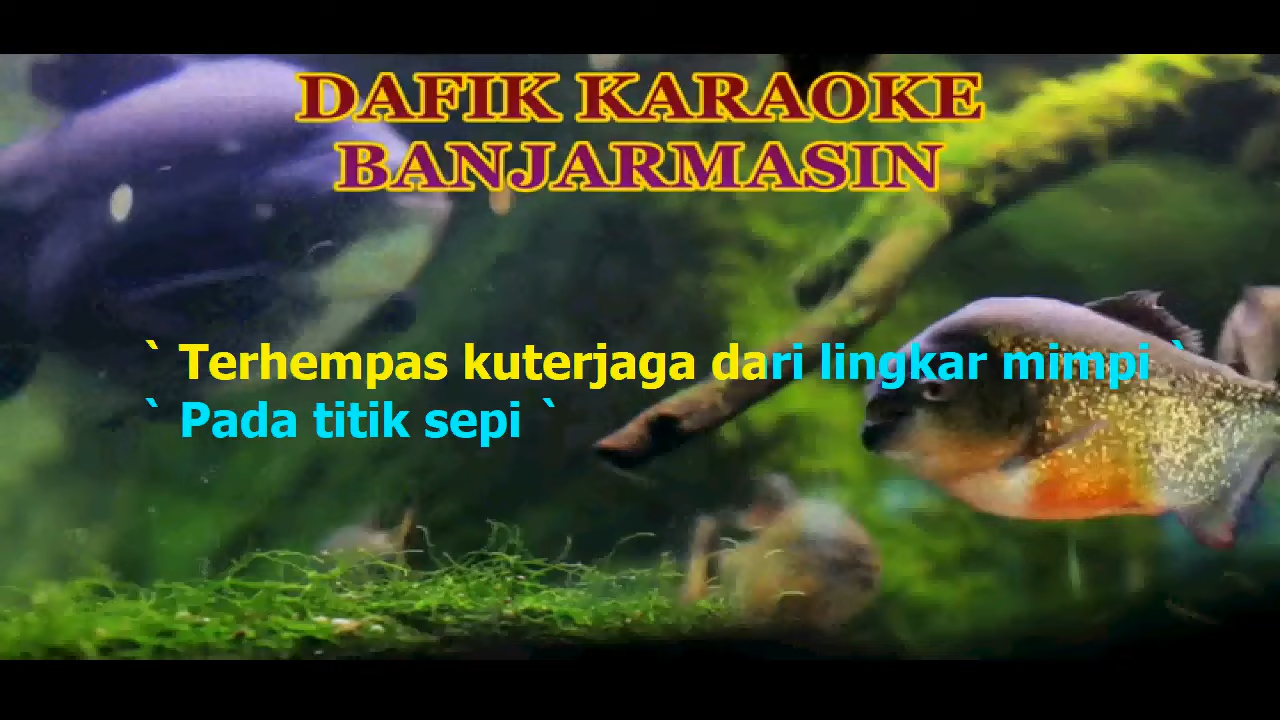 DAFIK KARAOKE
BANJARMASIN
` Terhempas kuterjaga dari lingkar mimpi `
` Pada titik sepi `